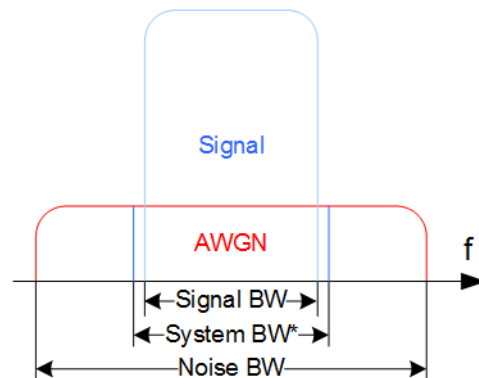 Signal
AWGN
f
Signal BW
System BW*
Noise BW